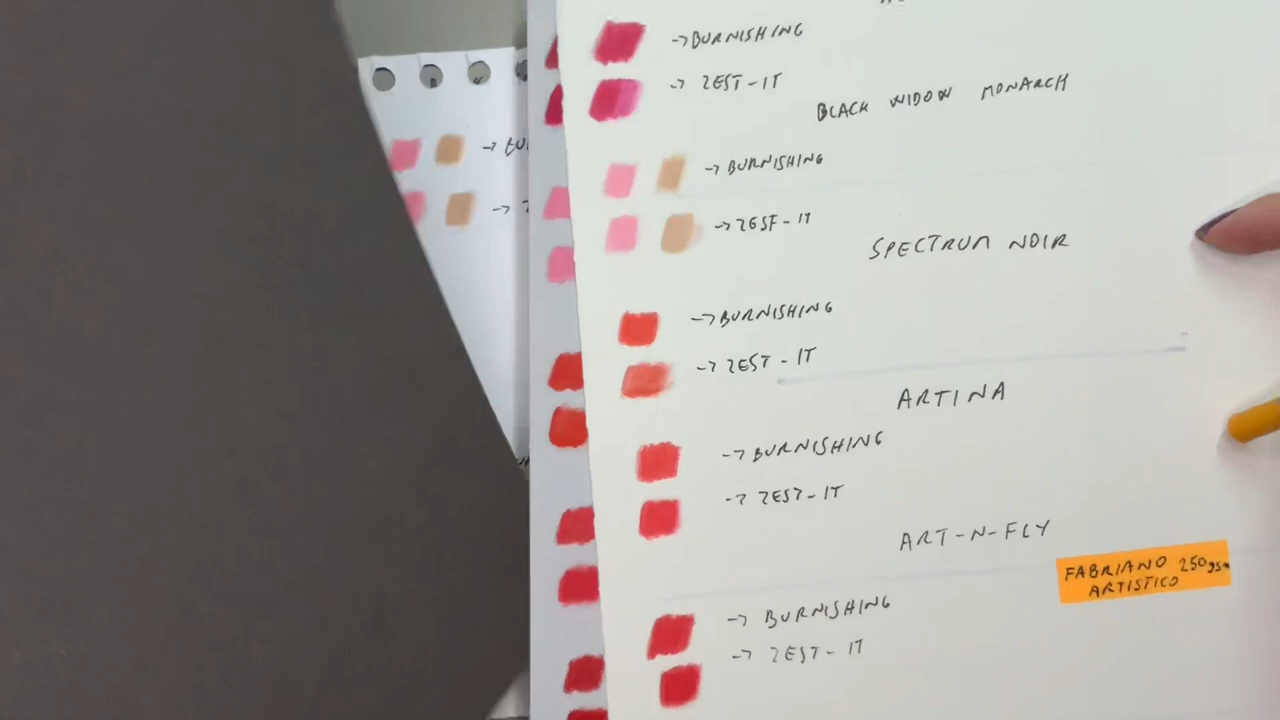 →BURNISHING
→ ZEST-IT
BLACK WIDOW MONARCH
→BURNISHING
→ZEST-IT
SPECTRUM NOIR
→BURNISHING
→ ZEST-IT
ARTINA
→BURNISHING
→ ZEST-IT
ART-N-FLY
FABRIANO 250gsm
ARTISTICO
→ BURNISHING
→ ZEST-IT